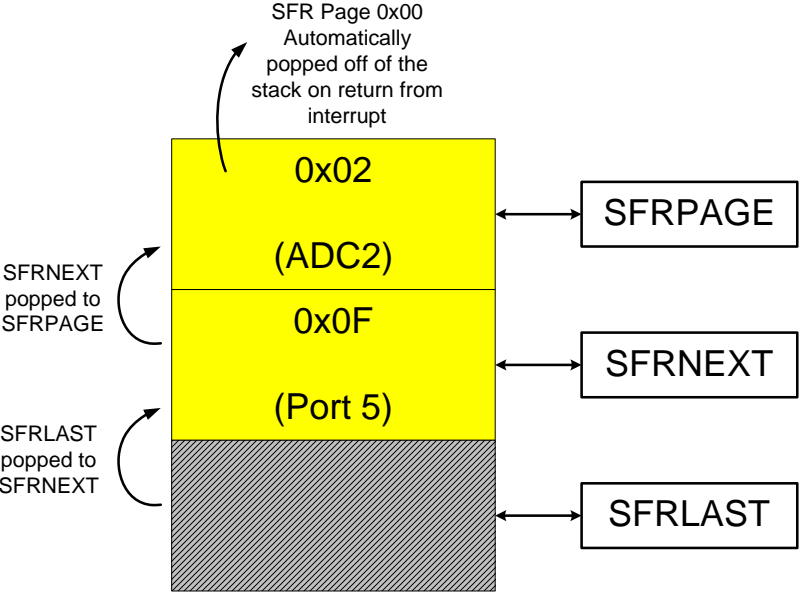 SFR Page 0x00
Automatically
popped off of the
stack on return from
interrupt
0x02
(ADC2)
SFRPAGE
SFRNEXT
popped to
SFRPAGE
0x0F
(Port 5)
SFRNEXT
SFRLAST
popped to
SFRNEXT
SFRLAST